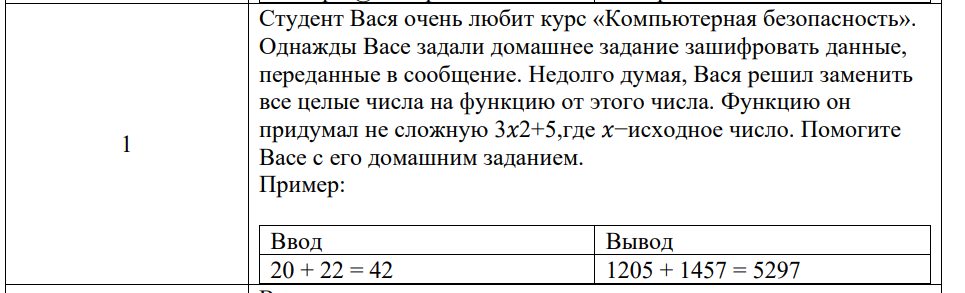 Студент Вася очень любит курс «Компьютерная безопасность».
Однажды Васе задали домашнее задание зашифровать данные,
переданные в сообщение. Недолго думая, Вася решил заменить
все целые числа на функцию от этого числа. Функцию он
придумал не сложную 3𝑥2+5,где 𝑥−исходное число. Помогите
1
Васе с его домашним заданием.
Пример:
Ввод Вывод
20 + 22 = 42 1205 + 1457 = 5297